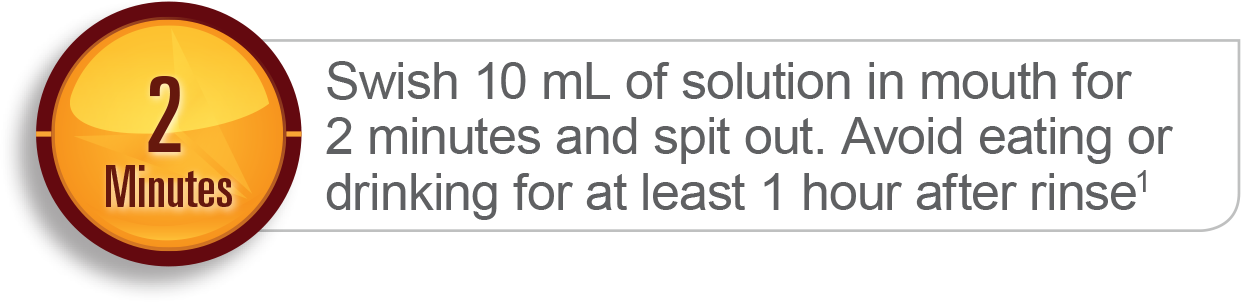 2
Minutes
Swish 10 mL of solution in mouth for
2 minutes and spit out. Avoid eating or
drinking for at least 1 hour after rinse¹